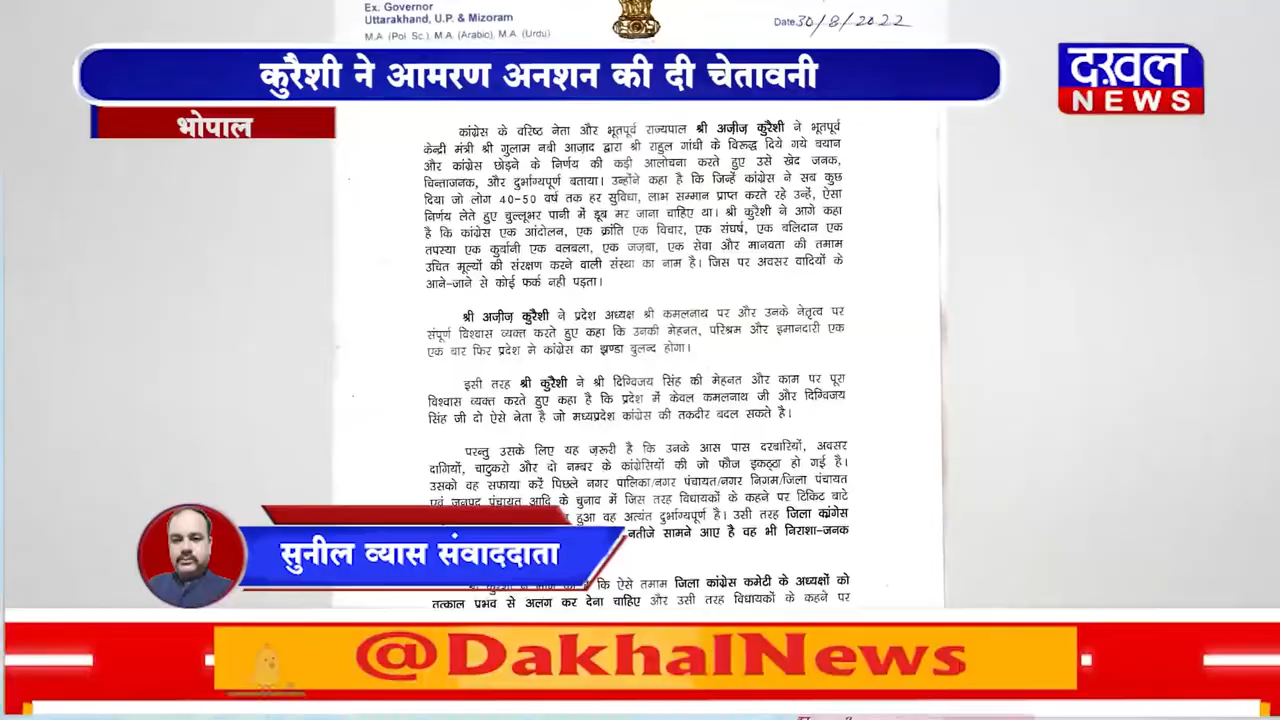 Ex. Governor
Uttarakhand, U.P. & Mizoram
M.A. (Pol Sc.), M.A. (Arabic), M.A. (Urdu)
Date 30/8/2022
कुरैशी ने आमरण अनशन की दी चेतावनी
दख़ल
NEWS
भोपाल
कांग्रेस के वरिष्ठ नेता और भूतपूर्व राज्यपाल श्री अज़ीज़ कुरैशी ने भूतपूर्व
केन्द्री मंत्री श्री गुलाम नबी आज़ाद द्वारा श्री राहुल गांधी के विरूद्ध दिये गये बयान
और कांग्रेस छोड़ने के निर्णय की कड़ी आलोचना करते हुए उसे खेद जनक,
चिन्ताजनक, और दुर्भाग्यपूर्ण बताया। उन्होंने कहा है कि जिन्हें कांग्रेस ने सब कुछ
दिया जो लोग 40-50 वर्ष तक हर सुविधा, लाभ सम्मान प्राप्त करते रहे उन्हें, ऐसा
निर्णय लेते हुए चुल्लूभर पानी में डूब मर जाना चाहिए था। श्री कुरैशी ने आगे कहा
है कि कांग्रेस एक आंदोलन, एक क्रांति एक विचार, एक संघर्ष, एक बलिदान एक
तपस्या एक कुर्बानी एक वलबला, एक जज़बा, एक सेवा और मानवता की तमाम
उचित मूल्यों की संरक्षण करने वाली संस्था का नाम है। जिस पर अवसर वादियों के
आने-जाने से कोई फर्क नही पड़ता।
श्री अज़ीज़ कुरैशी ने प्रदेश अध्यक्ष श्री कमलनाथ पर और उनके नेतृत्व पर
संपूर्ण विश्वास व्यक्त करते हुए कहा कि उनकी मेहनत, परिश्रम और इमानदारी एक
एक बार फिर प्रदेश मे कांग्रेस का झण्डा बुलन्द होगा।
इसी तरह श्री कुरैशी ने श्री दिग्विजय सिंह की मेहनत और काम पर पूरा
विश्वास व्यक्त करते हुए कहा है कि प्रदेश में केवल कमलनाथ जी और दिग्विजय
सिंह जी दो ऐसे नेता है जो मध्यप्रदेश कांग्रेस की तकदीर बदल सकते है।
परन्तु उसके लिए यह ज़रूरी है कि उनके आस पास दरबारियों, अवसर
दागियों, चाटुकरो और दो नम्बर के कांग्रेसियों की जो फौज इकठ्ठा हो गई है।
उसको वह सफाया करें पिछले नगर पालिका/नगर पंचायत/नगर निगम/जिला पंचायत
एवं जनपद पंचायत आदि के चुनाव में जिस तरह विधायकों के कहने पर टिकिट बाटे
हुआ वह अत्यंत दुर्भाग्यपूर्ण है। उसी तरह जिला कांग्रेस
नतीजे सामने आए है वह भी निराशा-जनक
सुनील व्यास संवाददाता
कि ऐसे तमाम जिला कांग्रेस कमेटी के अध्यक्षों को
तत्काल प्रभव से अलग कर देना चाहिए और उसी तरह विधायकों के कहने पर
@DakhalNews